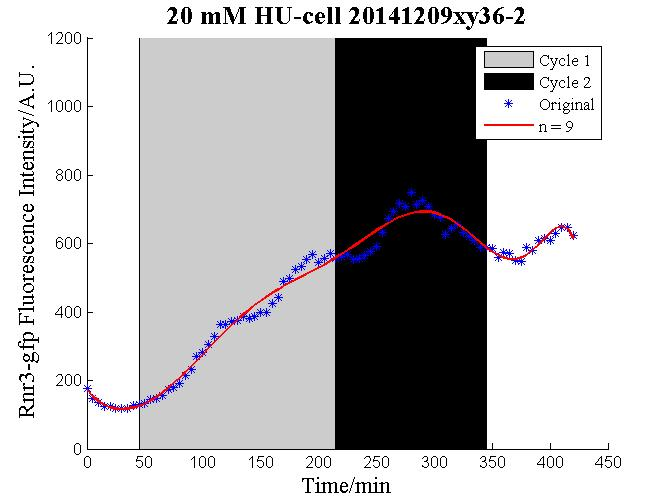 20 mM HU-cell 20141209xy36-2
Rnr3-gfp Fluorescence Intensity/A.U.
1200
1000
800
600
400
200
0
Cycle 1
Cycle 2
Original
n = 9
0 50 100 150 200 250 300 350 400 450
Time/min